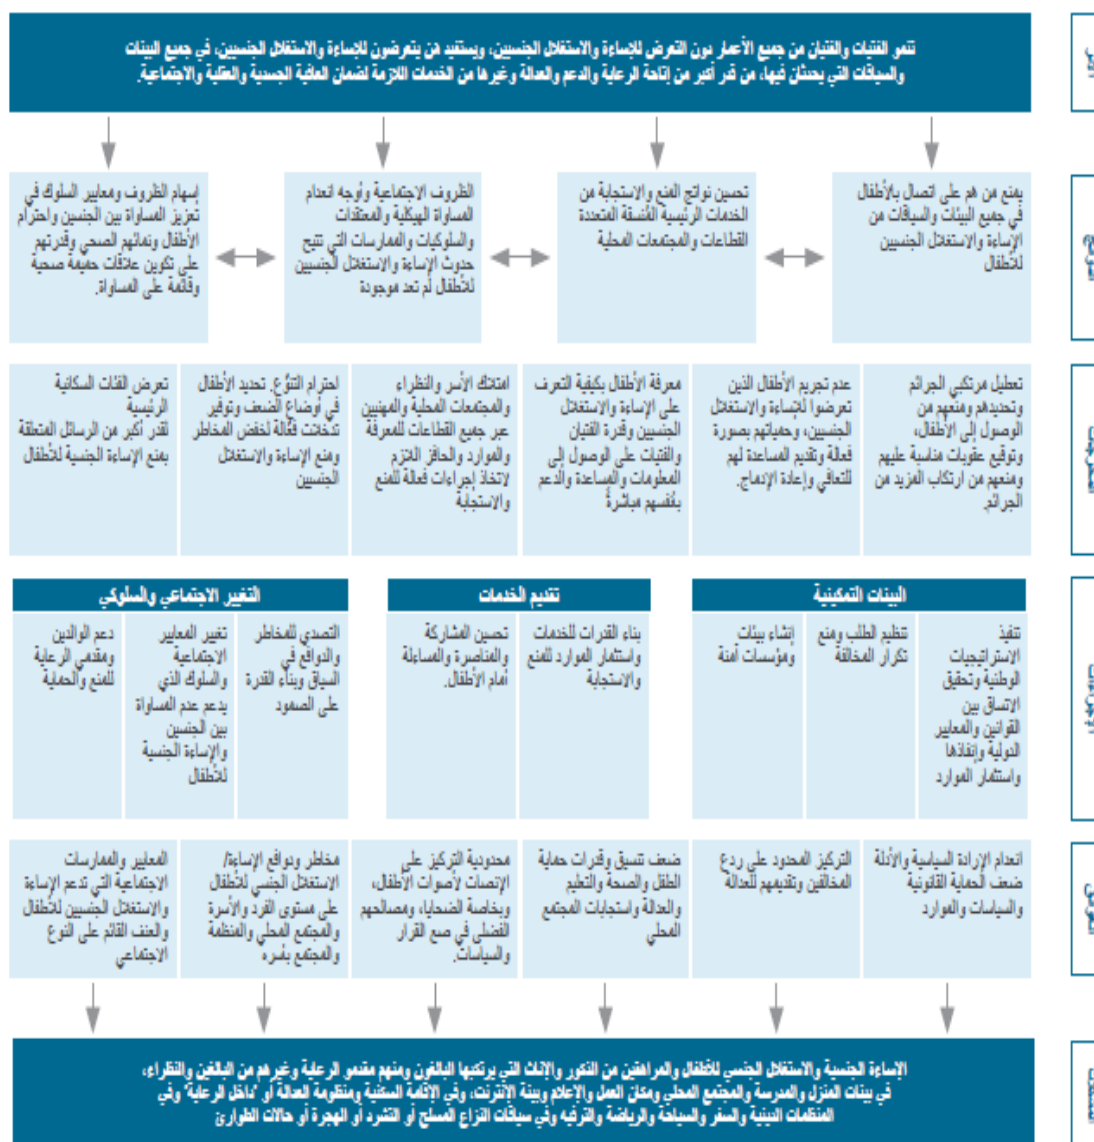 تنمو الفتيات والفتيان من جميع الأعمار دون التعرض للإساءة والاستغلال الجنسيين، ويستفيد من يتعرضون للإساءة والاستغلال الجنسيين، في جميع البيئات
والسياقات التي يحدثان فيها، من قدر أكبر من إتاحة الرعاية والدعم والعدالة وغيرها من الخدمات اللازمة لضمان العافية الجسدية والعقلية والاجتماعية.
يمنع من هم على اتصال بالأطفال
في جميع البيئات والسياقات من
الإساءة والاستغلال الجنسيين
للأطفال
تحسين نواتج المنع والاستجابة من
الخدمات الرئيسية المُنسقة المتعددة
القطاعات والمجتمعات المحلية
الظروف الاجتماعية وأوجه انعدام
المساواة الهيكلية والمعتقدات
والسلوكيات والممارسات التي تتيح
حدوث الإساءة والاستغلال الجنسيين
للأطفال لم تعد موجودة
إسهام الظروف ومعايير السلوك في
تعزيز المساواة بين الجنسين واحترام
الأطفال ونمائهم الصحي وقدرتهم
على تكوين علاقات حميمة صحية
وقائمة على المساواة.
تعطيل مرتكبي الجرائم
وتحديدهم ومنعهم من
الوصول إلى الأطفال،
وتوقيع عقوبات مناسبة عليهم
ومنعهم من ارتكاب المزيد من
الجرائم.
عدم تجريم الأطفال الذين
تعرضوا للإساءة والاستغلال
الجنسيين، وحمايتهم بصورة
فعالة وتقديم المساعدة لهم
للتعافي وإعادة الإدماج.
معرفة الأطفال بكيفية التعرف
على الإساءة والاستغلال
الجنسيين وقدرة الفتيان
والفتيات على الوصول إلى
المعلومات والمساعدة والدعم
بأنفسهم مباشرةً
امتلاك الأسر والنظراء
والمجتمعات المحلية والمهنيين
عبر جميع القطاعات للمعرفة
والموارد والحافز اللازم
لاتخاذ إجراءات فعالة للمنع
والاستجابة
احترام التنوُّع. تحديد الأطفال
في أوضاع الضعف وتوفير
تدخلات فعَّالة لخفض المخاطر
ومنع الإساءة والاستغلال
الجنسيين
تعرض الفئات السكانية
الرئيسية
لقدر أكبر من الرسائل المتعلقة
بمنع الإساءة الجنسية للأطفال
البيئات التمكينية
تنفيذ
الاستراتيجيات
الوطنية وتحقيق
الاتساق بين
القوانين والمعايير
الدولية وإنفاذها
واستثمار الموارد
تنظيم الطلب ومنع
تكرار المخالفة
إنشاء بيئات
ومؤسسات آمنة
تقديم الخدمات
بناء القدرات للخدمات
واستثمار الموارد للمنع
والاستجابة
تحسين المشاركة
والمناصرة والمساءلة
أمام الأطفال.
التغيير الاجتماعي والسلوكي
التصدي للمخاطر
والدوافع في
السياق وبناء القدرة
على الصمود
تغيير المعايير
الاجتماعية
والسلوك الذي
يدعم عدم المساواة
بين الجنسين
والإساءة الجنسية
للأطفال
دعم الوالدين
ومقدمي الرعاية
للمنع والحماية
انعدام الإرادة السياسية والأدلة
ضعف الحماية القانونية
والسياسات والموارد
التركيز المحدود على ردع
المخالفين وتقديمهم للعدالة
ضعف تنسيق وقدرات حماية
الطفل والصحة والتعليم
والعدالة واستجابات المجتمع
المحلي
محدودية التركيز على
الإنصات لأصوات الأطفال،
وبخاصة الضحايا، ومصالحهم
الفضلى في صنع القرار
والسياسات.
مخاطر ودوافع الإساءة/
الاستغلال الجنسي للأطفال
على مستوى الفرد والأسرة
والمجتمع المحلي والمنظمة
والمجتمع بأسره
المعايير والممارسات
الاجتماعية التي تدعم الإساءة
والاستغلال الجنسيين للأطفال
والعنف القائم على النوع
الاجتماعي
الإساءة الجنسية والاستغلال الجنسي للأطفال والمراهقين من الذكور والإناث التي يرتكبها البالغون ومنهم مقدمو الرعاية وغيرهم من البالغين والنظراء،
في بيئات المنزل والمدرسة والمجتمع المحلي ومكان العمل والإعلام وبيئة الإنترنت، وفي الإقامة السكنية ومنظومة العدالة أو "داخل الرعاية" وفي
المنظمات الدينية والسفر والسياحة والرياضة والترفيه وفي سياقات النزاع المسلح أو التشرد أو الهجرة أو حالات الطوارئ